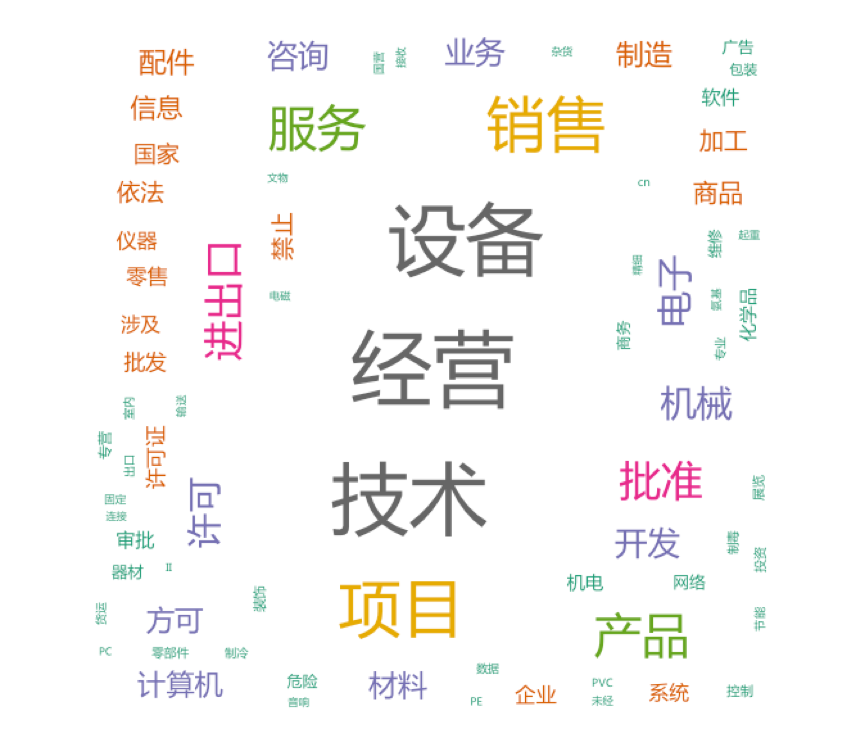 配件
咨询
国营
接收
业务
杂货
制造
广告
包装
信息
服务
销售
软件
国家
加工
依法
文物
cn
商品
仪器
禁止
设备
维修
起重
零售
进出口
电磁
精细
电子
氨基
化学品
涉及
商务
专业
批发
经营
机械
室内
输送
专营
出口
许可证
技术
批准
固定
连接
许可
展览
审批
开发
制毒
投资
器材
II
机电
网络
货运
方可
装饰
项目
产品
节能
PC
零部件
制冷
计算机
危险
音响
材料
数据
PE
企业
PVC
未经
系统
控制